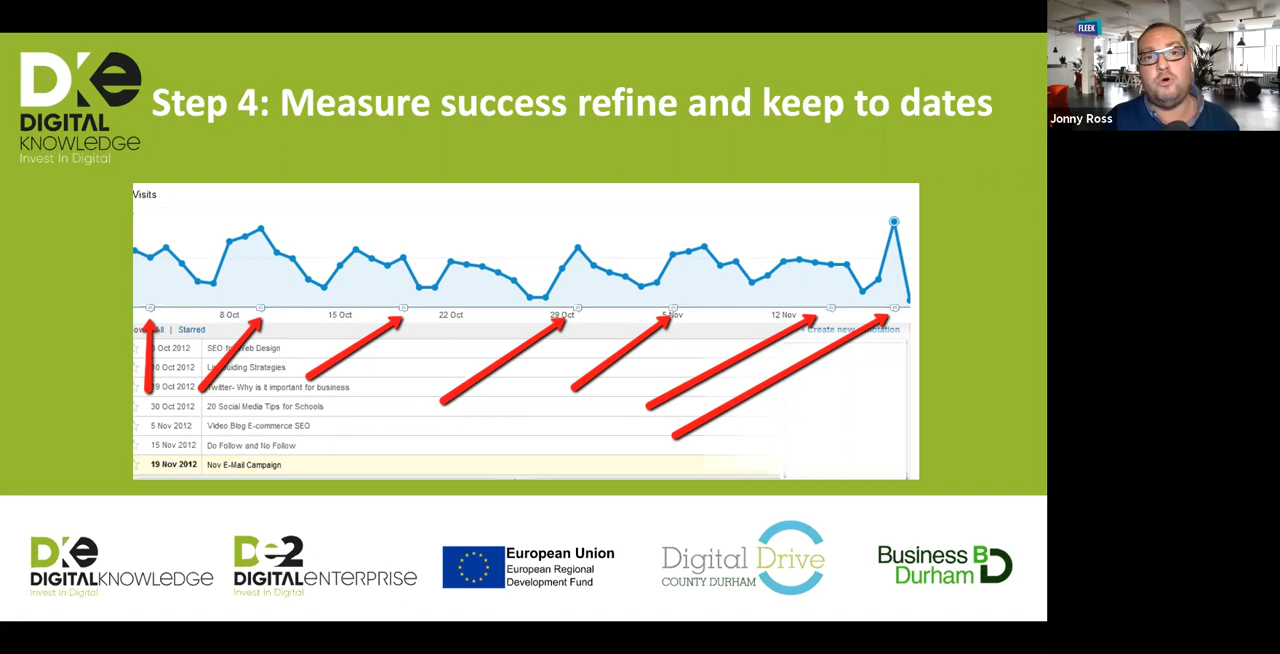 DKe
DIGITAL
KNOWLEDGE
Invest In Digital
Step 4: Measure success refine and keep to dates
FLEEK
Jonny Ross
Visits
8 Oct
15 Oct
22 Oct
29 Oct
5 Nov
12 Nov
All | Starred
+ Create new annotation
Oct 2012 SEO for Web Design
10 Oct 2012 Link Building Strategies
19 Oct 2012 Twitter- Why is it important for business
30 Oct 2012 20 Social Media Tips for Schools
5 Nov 2012 Video Blog E-commerce SEO
15 Nov 2012 Do Follow and No Follow
19 Nov 2012 Nov E-Mail Campaign
DKe
DIGITALKNOWLEDGE
Invest In Digital
De2
DIGITALENTERPRISE
Invest In Digital
European Union
European Regional
Development Fund
Digital Drive
COUNTY DURHAM
Business
Durham
BD